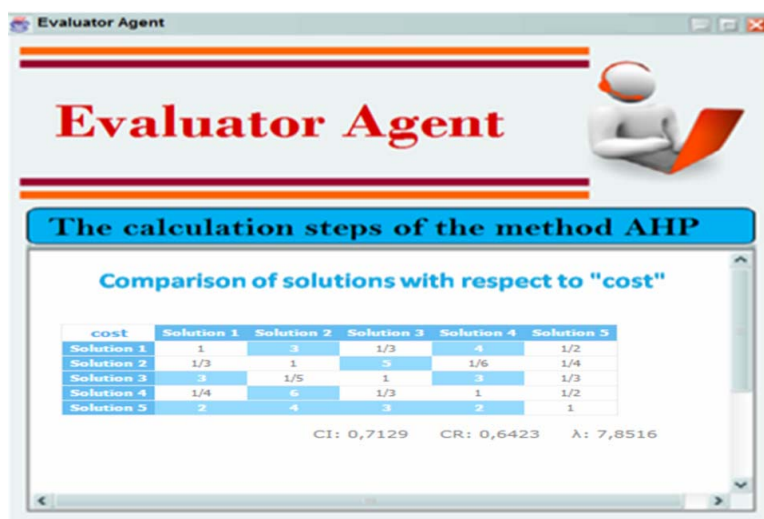 Evaluator Agent
Evaluator Agent
The calculation steps of the method AHP
Comparison of solutions with respect to "cost"
cost Solution 1 Solution 2 Solution 3 Solution 4 Solution 5
Solution 1 1 3 1/3 4 1/2
Solution 2 1/3 1 5 1/6 1/4
Solution 3 3 1/5 1 3 1/3
Solution 4 1/4 6 1/3 1 1/2
Solution 5 2 4 3 2 1
CI: 0,7129 CR: 0,6423 λ: 7,8516